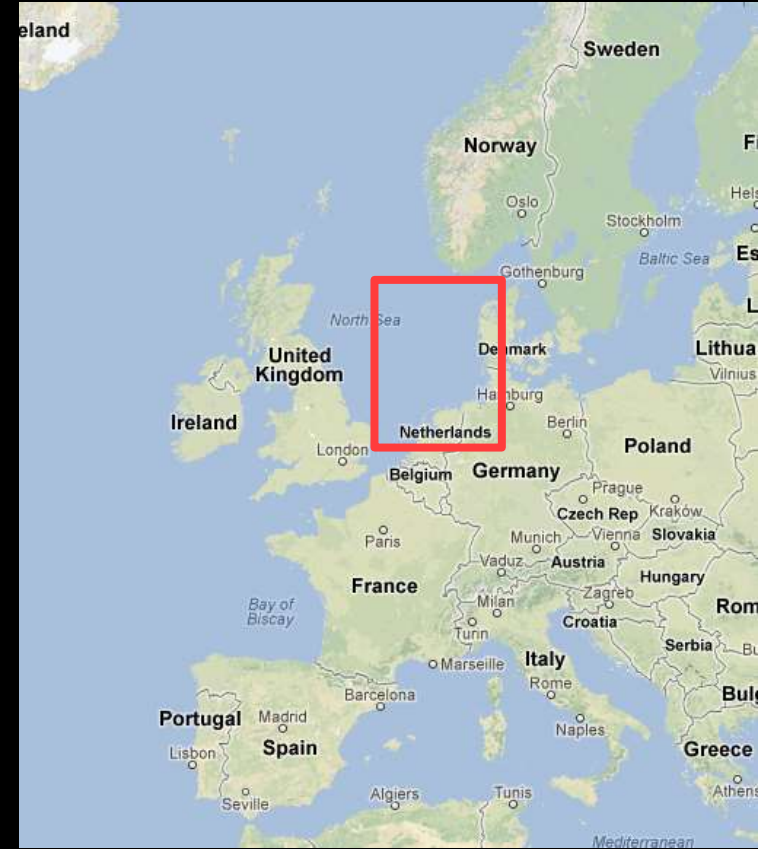 eland
Sweden
Norway
Fi
Oslo
Hels
Stockholm
Baltic Sea
Es
Gothenburg
L
North Sea
Denmark
Lithua
United
Kingdom
Vilnius
Hamburg
Ireland
Berlin
Netherlands
London
Poland
Belgium
Germany
Prague
Czech Rep
Kraków
Paris
Munich
Vienna
Slovakia
Vaduz
Austria
France
Hungary
Zagreb
Milan
Bay of
Biscay
Rom
Croatia
Turin
Serbia
Bu
Marseille
Italy
Rome
Barcelona
Bulg
Portugal
Madrid
Naples
Spain
Lisbon
Greece
Algiers
Tunis
Athens
Seville
Mediterranean